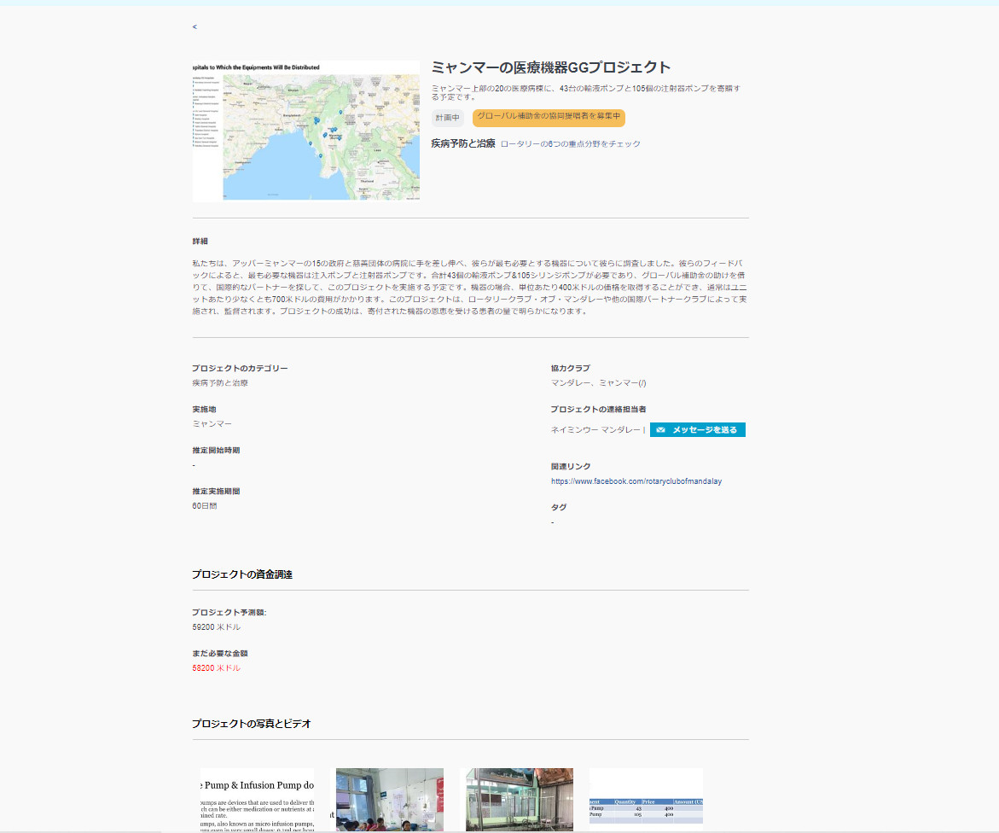 <
spitals to Which the Equipments Will Be Distributed
ミャンマーの医療機器GGプロジェクト
ミャンマー上部の20の医療病棟に、43台の輸液ポンプと105個の注射器ポンプを寄贈す
る予定です。
計画中 グローバル補助金の協同提唱者を募集中
疾病予防と治療 ロータリーの6つの重点分野をチェック
詳細
私たちは、アッパーミャンマーの15の政府と慈善団体の病院に手を差し伸べ、彼らが最も必要とする機器について彼らに調査しました。彼らのフィードバ
ックによると、最も必要な機器は注入ポンプと注射器ポンプです。合計43個の輸液ポンプ&105シリンジポンプが必要であり、グローバル補助金の助けを借
りて、国際的なパートナーを探して、このプロジェクトを実施する予定です。機器の場合、単位あたり400米ドルの価格を取得することができ、通常はユニ
ットあたり少なくとも700米ドルの費用がかかります。このプロジェクトは、ロータリークラブ・オブ・マンダレーや他の国際パートナークラブによって実
施され、監督されます。プロジェクトの成功は、寄付された機器の恩恵を受ける患者の量で明らかになります。
プロジェクトのカテゴリー
疾病予防と治療
実施地
ミャンマー
推定開始時期
-
推定実施期間
60日間
協力クラブ
マンダレー、ミャンマー(/)
プロジェクトの連絡担当者
ネイミンウー マンダレー | メッセージを送る
関連リンク
https://www.facebook.com/rotaryclubofmandalay
タグ
-
プロジェクトの資金調達
プロジェクト予測額:
59200 米ドル
まだ必要な金額
58200 米ドル
プロジェクトの写真とビデオ
e Pump & Infusion Pump do
pumps are devices that are used to deliver th
ch can be either medication or nutrients at a
mined rate.
umps, also known as micro infusion pumps,
Quantity Price Amount (US
Pump 43 400
Pump 105 400